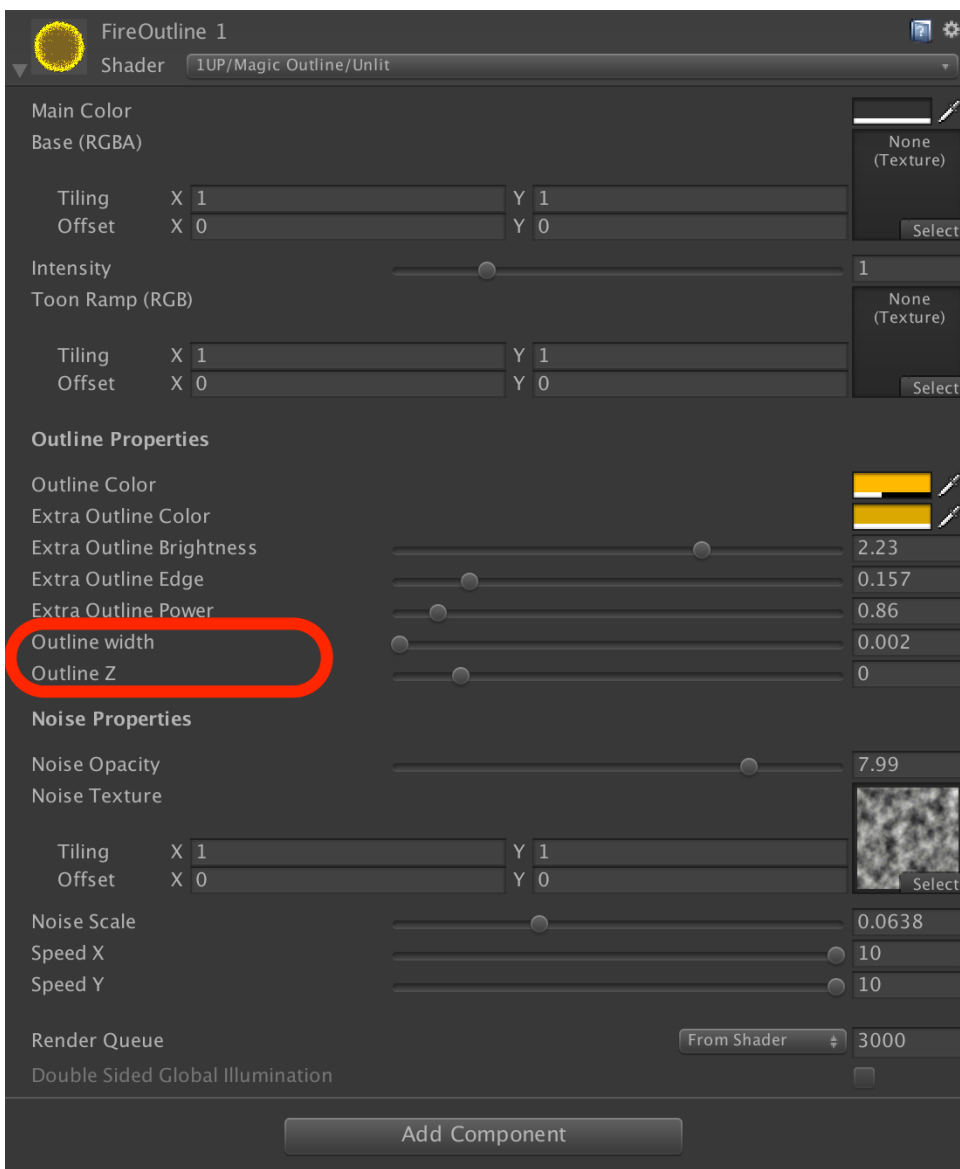 FireOutline 1
Shader 1UP/Magic Outline/Unlit
Main Color
Base (RGBA)
None
(Texture)
Tiling X 1 Y 1
Offset X 0 Y 0
Select
Intensity 1
Toon Ramp (RGB)
None
(Texture)
Tiling X 1 Y 1
Offset X 0 Y 0
Select
Outline Properties
Outline Color
Extra Outline Color
Extra Outline Brightness 2.23
Extra Outline Edge 0.157
Extra Outline Power 0.86
Outline width 0.002
Outline Z 0
Noise Properties
Noise Opacity 7.99
Noise Texture
Tiling X 1 Y 1
Offset X 0 Y 0
Select
Noise Scale 0.0638
Speed X 10
Speed Y 10
Render Queue From Shader 3000
Double Sided Global Illumination
Add Component